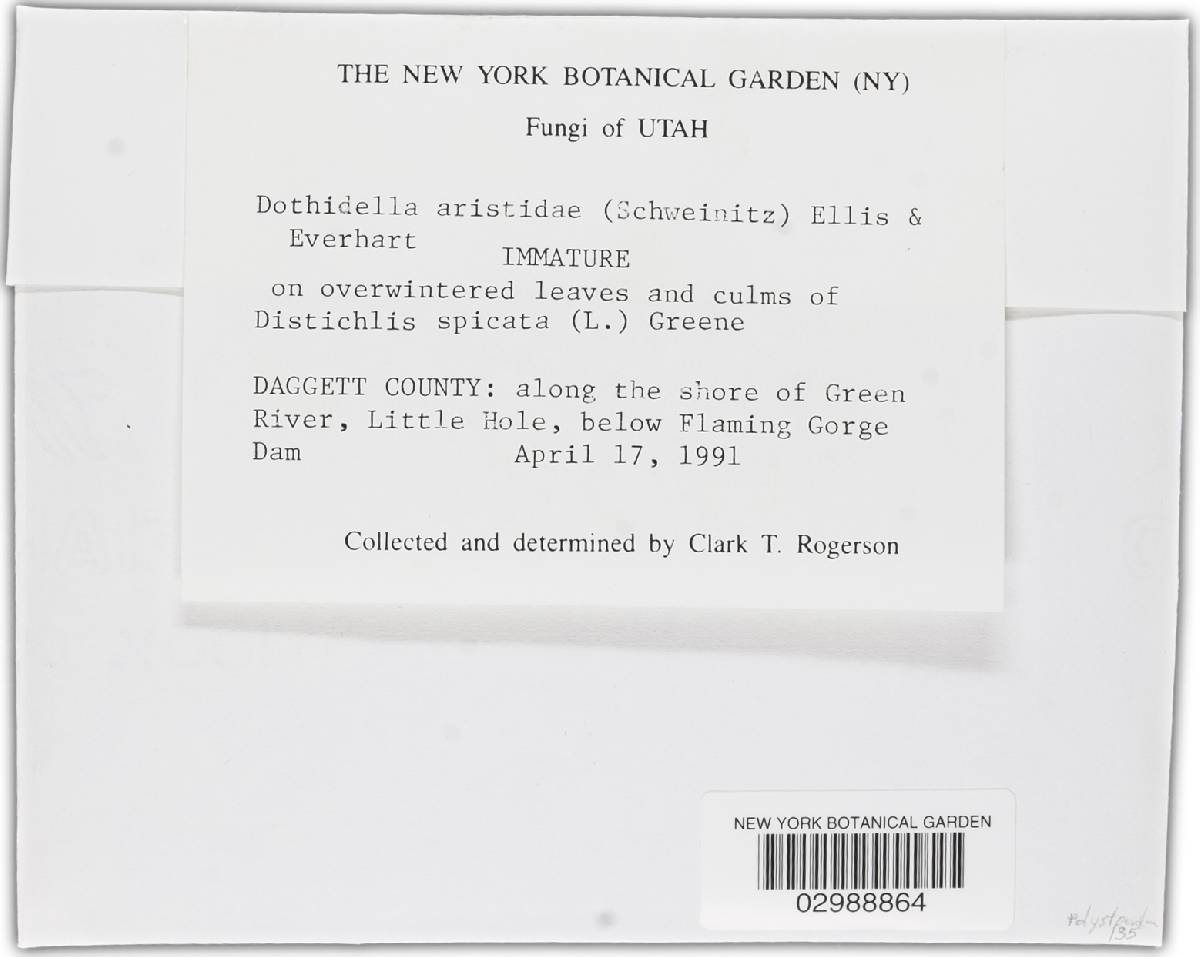 THE NEW YORK BOTANICAL GARDEN (NY)
Fungi of UTAH
Dothidella aristidae (Schweinitz) Ellis &
Everhart
IMMATURE
on overwintered leaves and culms of
Distichlis spicata (L.) Greene
DAGGETT COUNTY: along the shore of Green
River, Little Hole, below Flaming Gorge
Dam April 17, 1991
Collected and determined by Clark T. Rogerson
NEW YORK BOTANICAL GARDEN
02988864
135